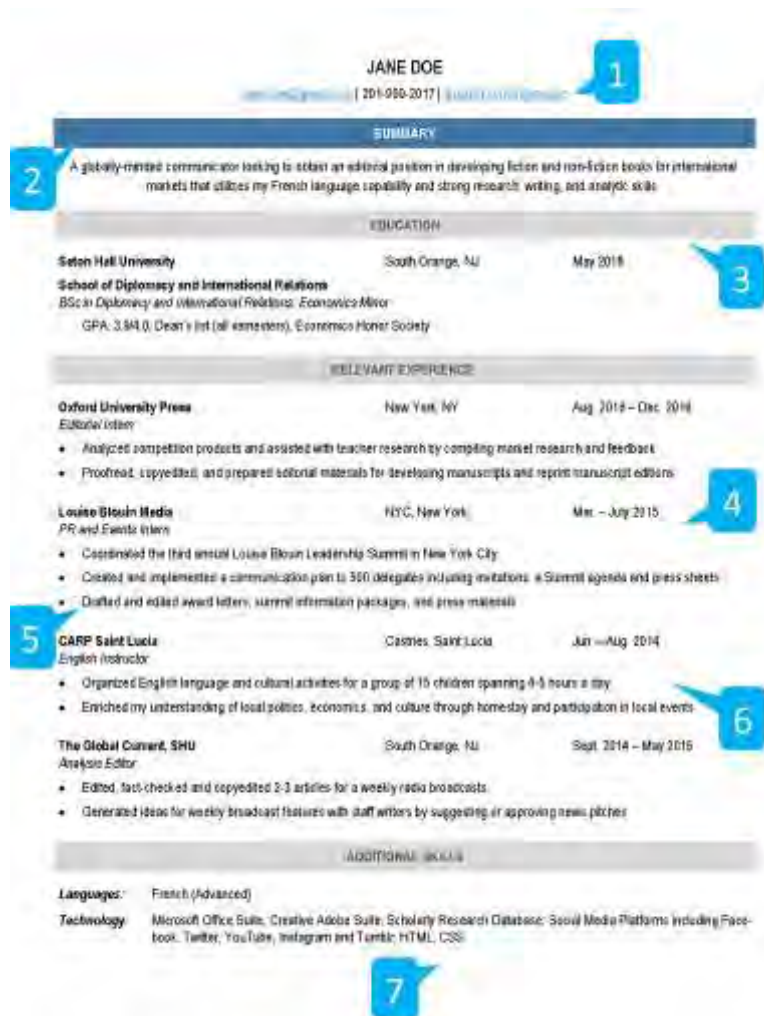 JANE DOE
1
| 201-960-2017 |
SUMMARY
2
A globally-minded communicator looking to obtain an editorial position in developing fiction and non-fiction books for international
markets that utilizes my French language capability and strong research, writing, and analytic skills
EDUCATION
Seton Hall University South Orange, NJ May 2016
3
School of Diplomacy and International Relations
BSc in Diplomacy and International Relations, Economics Minor
GPA: 3.9/4.0, Dean's list (all semesters), Economics Honor Society
RELEVANT EXPERIENCE
Oxford University Press New York, NY Aug. – Dec.
Editorial Intern
• Analyzed competition products and assisted with teacher research by compiling market research and feedback
• Proofread, copyedited, and prepared editorial materials for developing manuscripts and reprint manuscript editions
4
Louise Blouin Media NYC, New York Mar. – July 2015
PR and Events Intern
• Coordinated the third annual Louise Blouin Leadership Summit in New York City
• Created and implemented a communication plan to 300 delegates including invitations, a Summit agenda and press sheets
• Drafted and edited award letters, summit information packages, and press materials
5
CARP Saint Lucia Castries, Saint Lucia Jun – Aug. 2014
English Instructor
• Organized English language and cultural activities for a group of 15 children spanning hours a day
• Enriched my understanding of local politics, economics, and culture through homestay and participation in local events
6
The Global Current, SHU South Orange, NJ Sept. 2014 – May 2015
Analysis Editor
• Edited, fact-checked and copyedited 2-3 articles for a weekly radio broadcasts
• Generated ideas for weekly broadcast features with staff writers by suggesting or approving news pitches
ADDITIONAL SKILLS
Languages: French (Advanced)
Technology: Microsoft Office Suite, Creative Adobe Suite, Scholarly Research Database; Social Media Platforms including Face-
book, Twitter, YouTube, Instagram and Tumblr; HTML, CSS
7